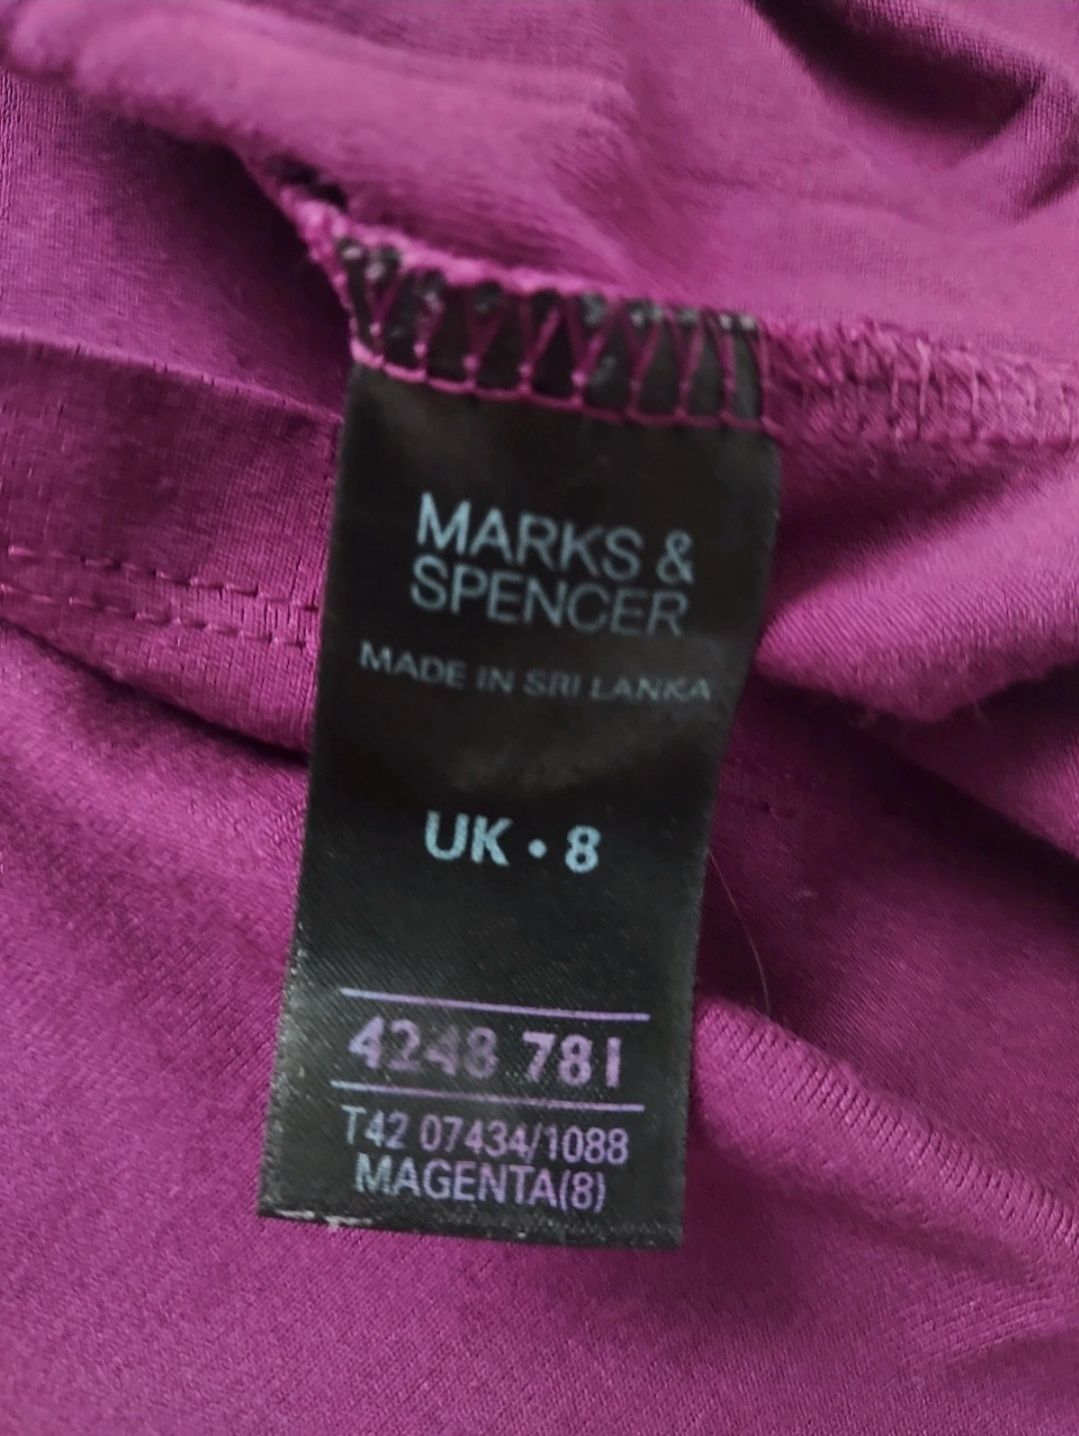 MARKS &
SPENCER
MADE IN SRI LANKA
UK • 8
4248 781
T42 07434/1088
MAGENTA(8)